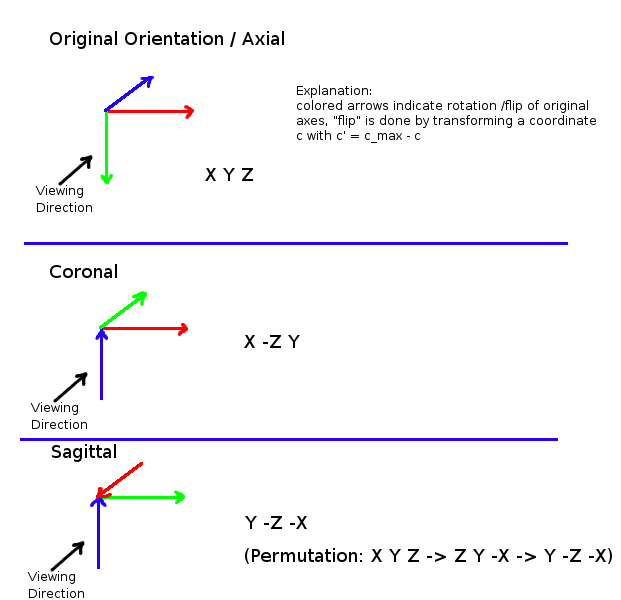 Original Orientation / Axial
Explanation:
colored arrows indicate rotation /flip of original
axes, "flip" is done by transforming a coordinate
c with c' = c_max - c
X Y Z
Viewing
Direction
Coronal
X -Z Y
Viewing
Direction
Sagittal
Y -Z -X
(Permutation: X Y Z -> Z Y -X -> Y -Z -X)
Viewing
Direction